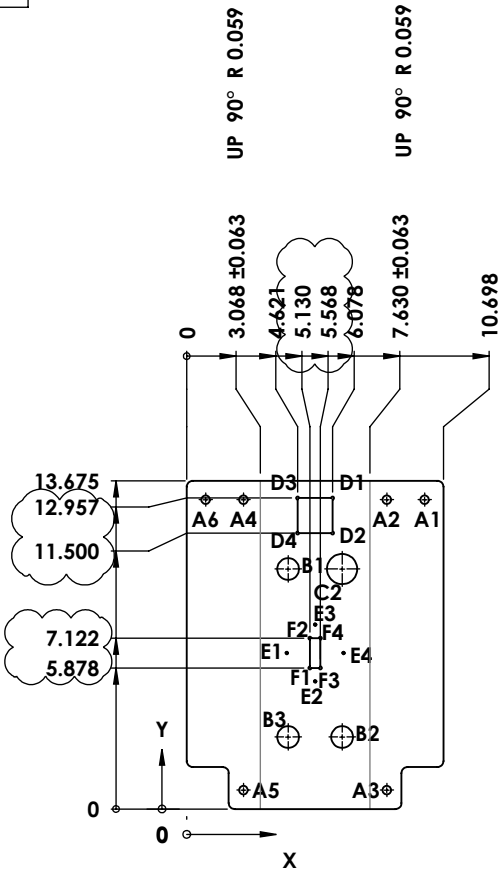 UP 90° R 0.059
UP 90° R 0.059
0
3.068 ±0.063
4.621
5.130
5.568
6.078
7.630 ±0.063
10.698
13.675
12.957
11.500
7.122
5.878
0
D3 D1
A6 A4 A2 A1
D4 D2
B1
C2
E3
F2 F4
E1 E4
F1 F3
E2
B3 B2
Y
A5 A3
0
X